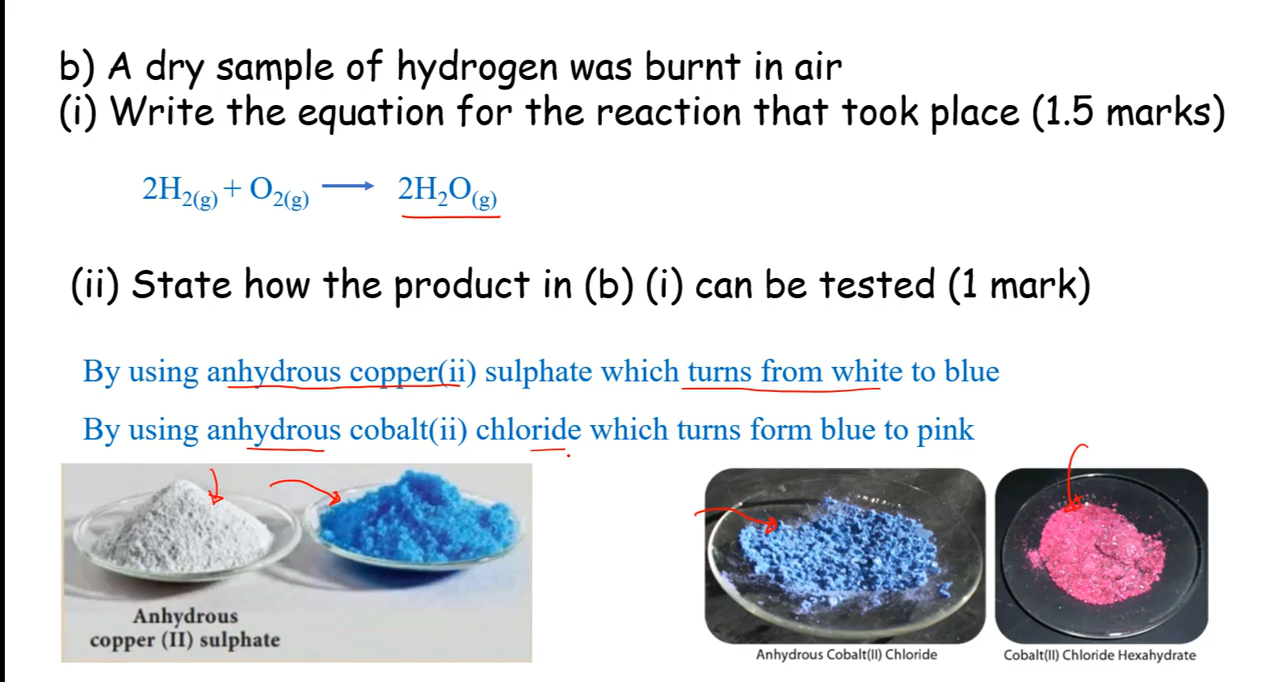 b) A dry sample of hydrogen was burnt in air
(i) Write the equation for the reaction that took place (1.5 marks)
2H₂(g) + O₂(g) ⟶ 2H₂O(g)
(ii) State how the product in (b) (i) can be tested (1 mark)
By using anhydrous copper(ii) sulphate which turns from white to blue
By using anhydrous cobalt(ii) chloride which turns form blue to pink
Anhydrous
copper (II) sulphate
Anhydrous Cobalt(II) Chloride
Cobalt(II) Chloride Hexahydrate